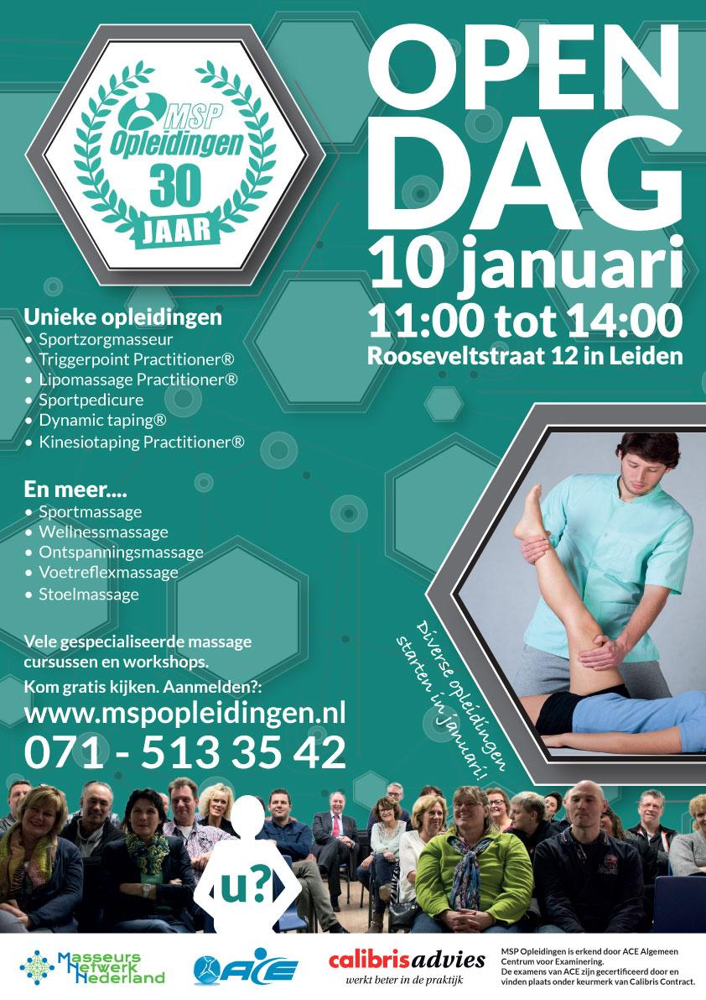 MSP
Opleidingen
30
JAAR
OPEN
DAG
10 januari
11:00 tot 14:00
Rooseveltstraat 12 in Leiden
Unieke opleidingen
• Sportzorgmasseur
• Triggerpoint Practitioner®
• Lipomassage Practitioner®
• Sportpedicure
• Dynamic taping®
• Kinesiotaping Practitioner®
En meer....
• Sportmassage
• Wellnessmassage
• Ontspanningsmassage
• Voetreflexmassage
• Stoelmassage
Diverse opleidingen
starten in januari!
Vele gespecialiseerde massage
cursussen en workshops.
Kom gratis kijken. Aanmelden?:
www.mspopleidingen.nl
071 - 513 35 42
u?
Masseurs
Netwerk
Nederland
ACE
calibris advies
werkt beter in de praktijk
MSP Opleidingen is erkend door ACE Algemeen
Centrum voor Examinering.
De examens van ACE zijn gecertificeerd door en
vinden plaats onder keurmerk van Calibris Contract.